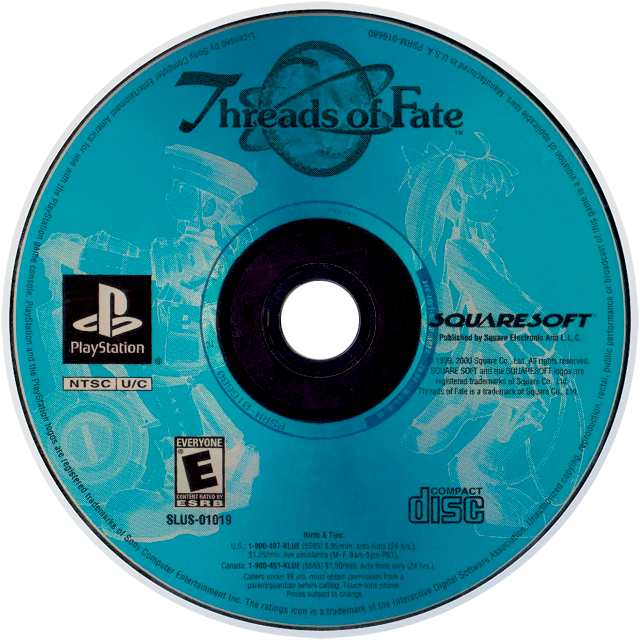 Threads of Fate
TM
Licensed by Sony Computer Entertainment America for use with the PlayStation game console. PlayStation and the PlayStation logos are registered trademarks of Sony Computer Entertainment Inc. The ratings icon is a trademark of the Interactive Digital Software Association. Unauthorized copying, reproduction, rental, public performance or broadcast of this game is a violation of applicable laws. Manufactured in U.S.A. PSRM-016680.
PlayStation
®
NTSC U/C
SQUARESOFT®
Published by Square Electronic Arts L.L.C.
© 1999, 2000 Square Co., Ltd. All rights reserved.
SQUARE SOFT and the SQUARESOFT logos are
registered trademarks of Square Co., Ltd.
Threads of Fate is a trademark of Square Co., Ltd.
PSRM-016680
EVERYONE
E
CONTENT RATED BY
ESRB
SLUS-01019
COMPACT
disc
Hints & Tips:
U.S.: 1-900-407-KLUE (5583) $.95/min. auto hints (24 hrs.),
$1.25/min. live assistance (M-F, 8am-5pm PST).
Canada: 1-900-451-KLUE (5583) $1.50/min. auto hints only (24 hrs.).
Callers under 18 yrs. must obtain permission from a
parent/guardian before calling. Touch-tone phone.
Prices subject to change.